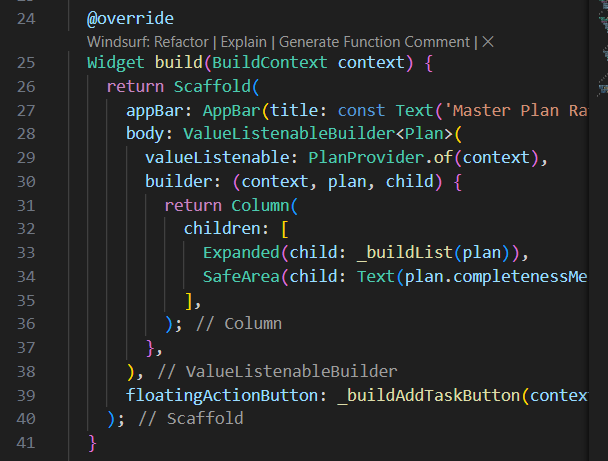 24 @override
Windsurf: Refactor | Explain | Generate Function Comment | ×
25 Widget build(BuildContext context) {
26 return Scaffold(
27 appBar: AppBar(title: const Text('Master Plan Ra
28 body: ValueListenableBuilder<Plan>(
29 valueListenable: PlanProvider.of(context),
30 builder: (context, plan, child) {
31 return Column(
32 children: [
33 Expanded(child: _buildList(plan)),
34 SafeArea(child: Text(plan.completenessMe
35 ],
36 ); // Column
37 },
38 ), // ValueListenableBuilder
39 floatingActionButton: _buildAddTaskButton(contex
40 ); // Scaffold
41 }